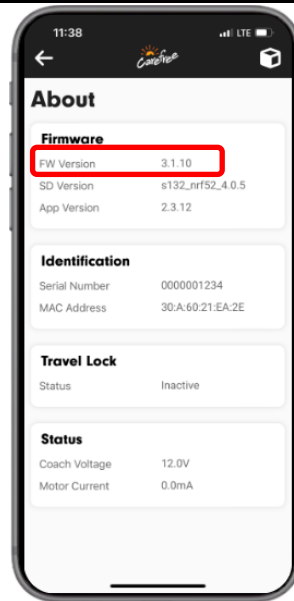 11:38
LTE
Carefree
About
Firmware
FW Version 3.1.10
SD Version s132_nrf52_4.0.5
App Version 2.3.12
Identification
Serial Number 0000001234
MAC Address 30:A:60:21:EA:2E
Travel Lock
Status Inactive
Status
Coach Voltage 12.0V
Motor Current 0.0mA